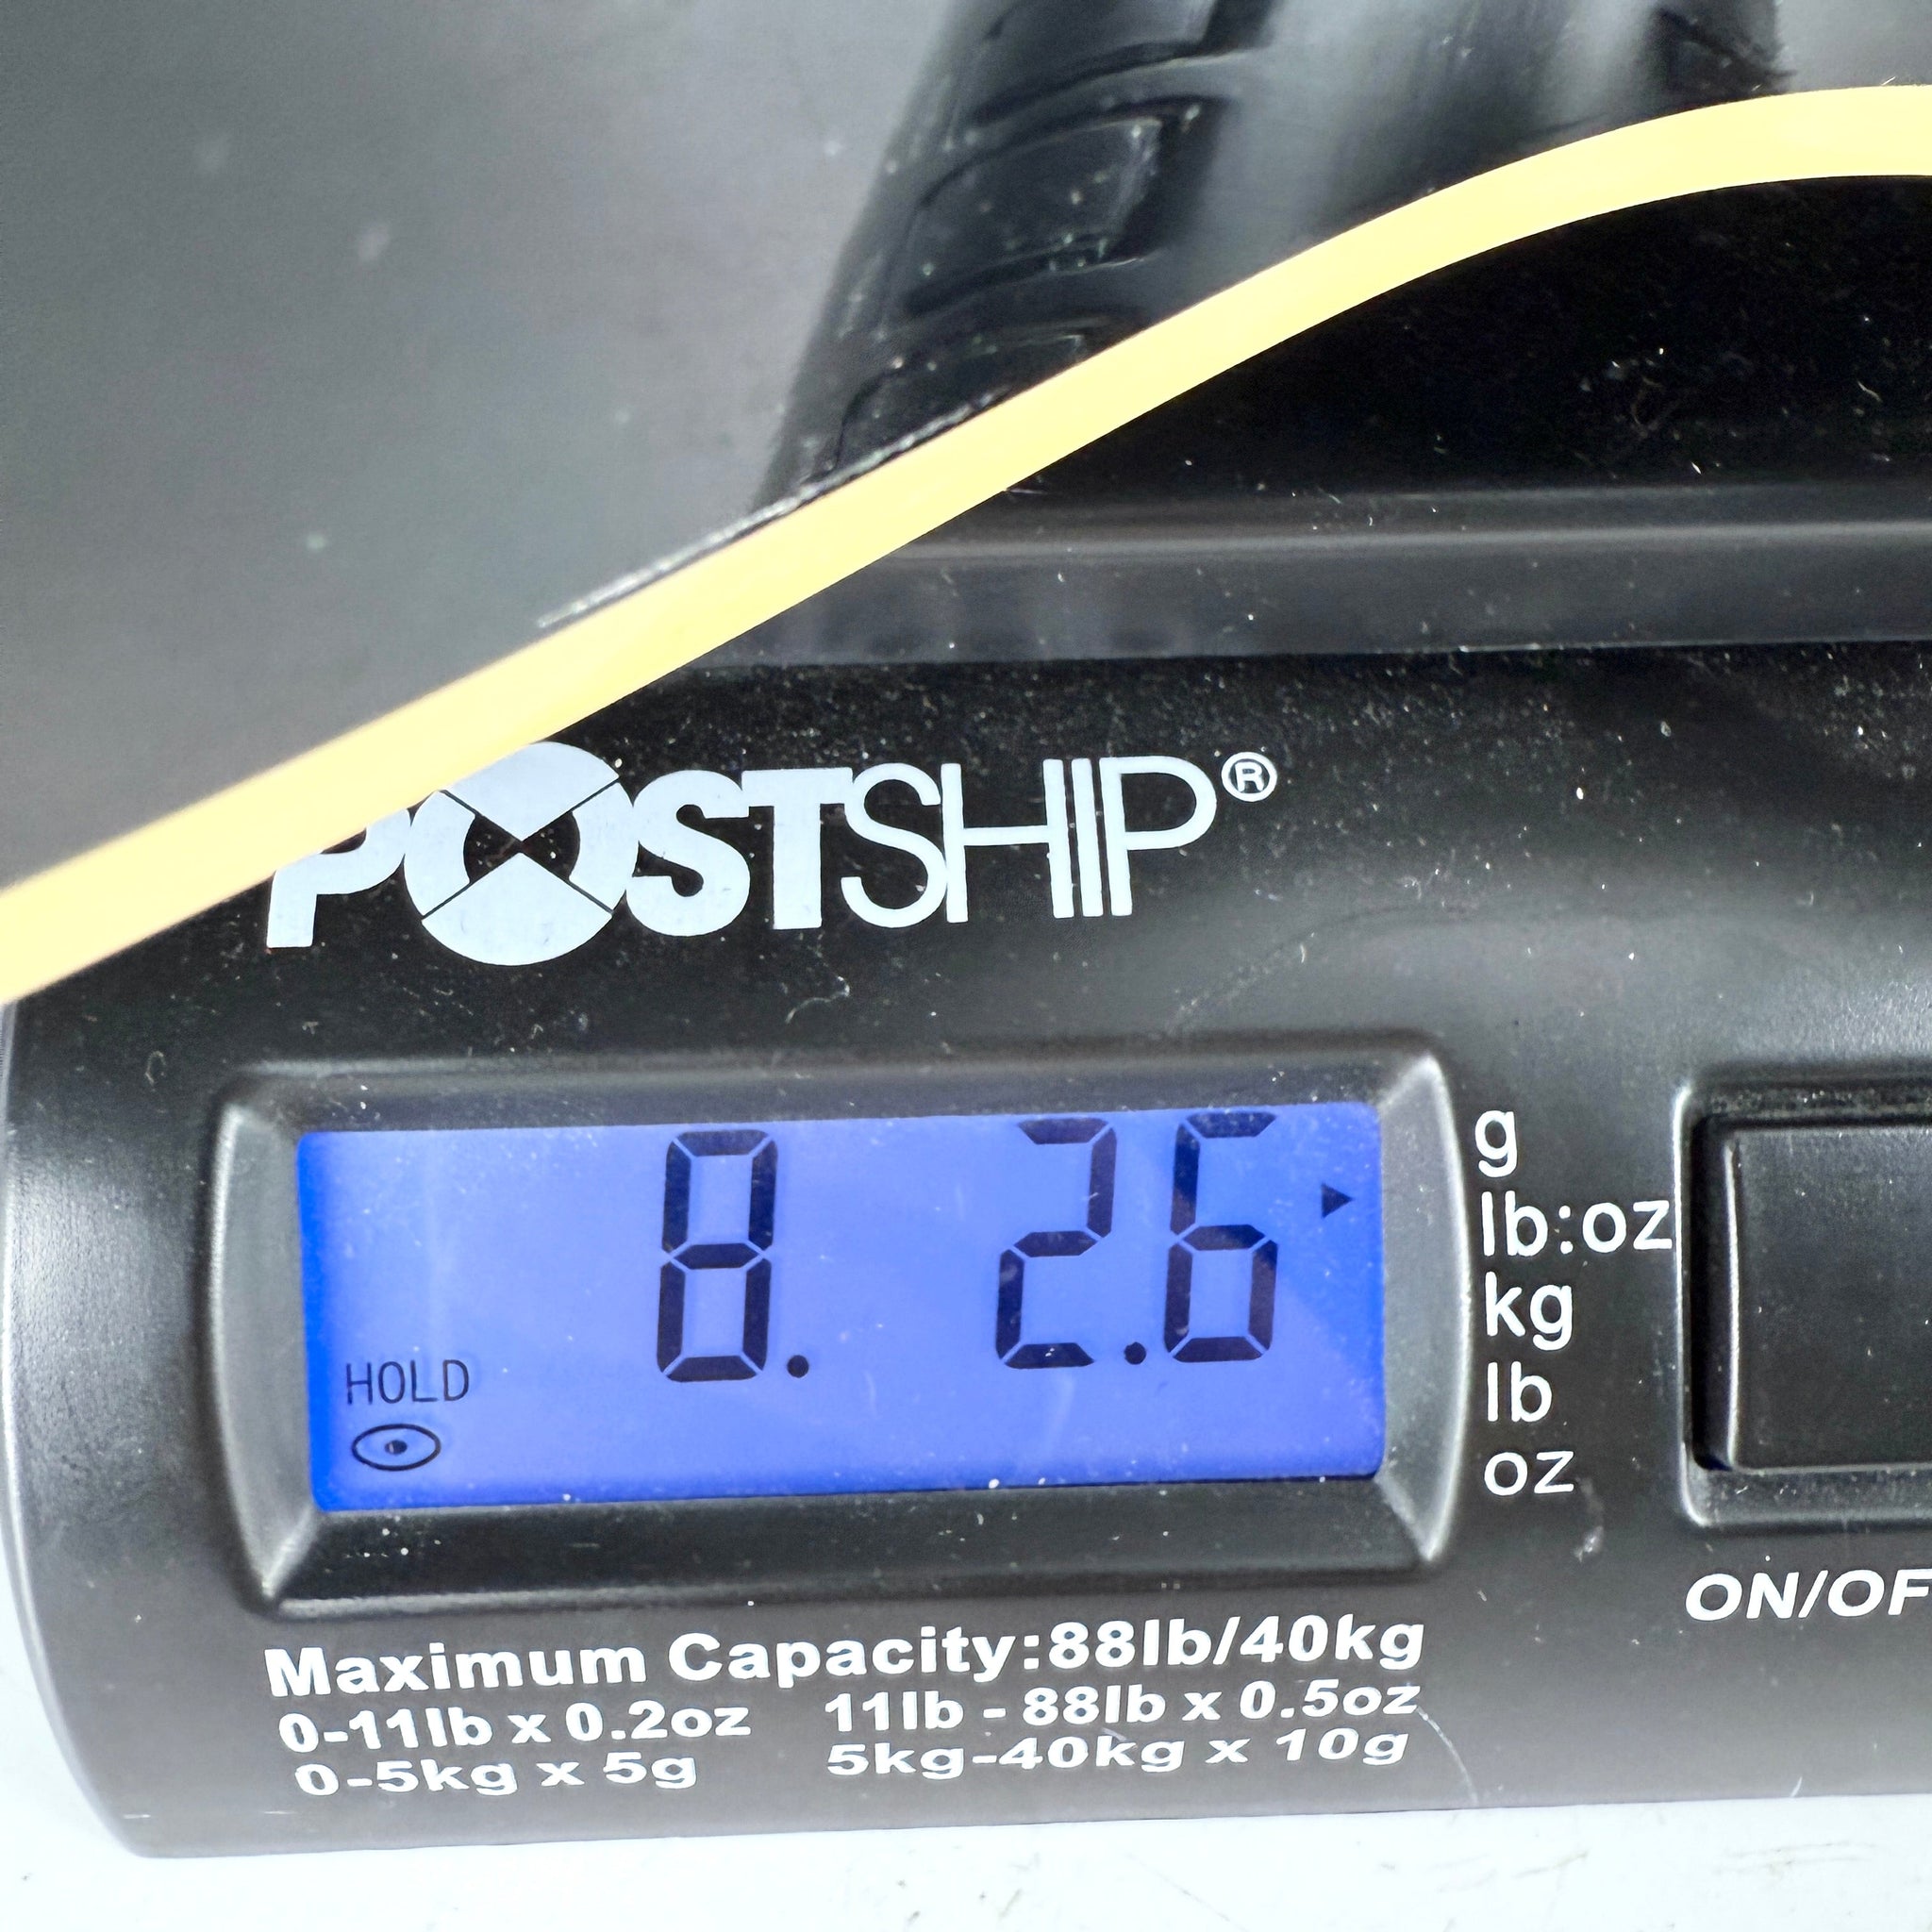 POSTSHIP®
8. 2.6
HOLD
g
lb:oz
kg
lb
oz
ON/OF
Maximum Capacity:88lb/40kg
0-11lb x 0.2oz 11lb - 88lb x 0.5oz
0-5kg x 5g 5kg-40kg x 10g